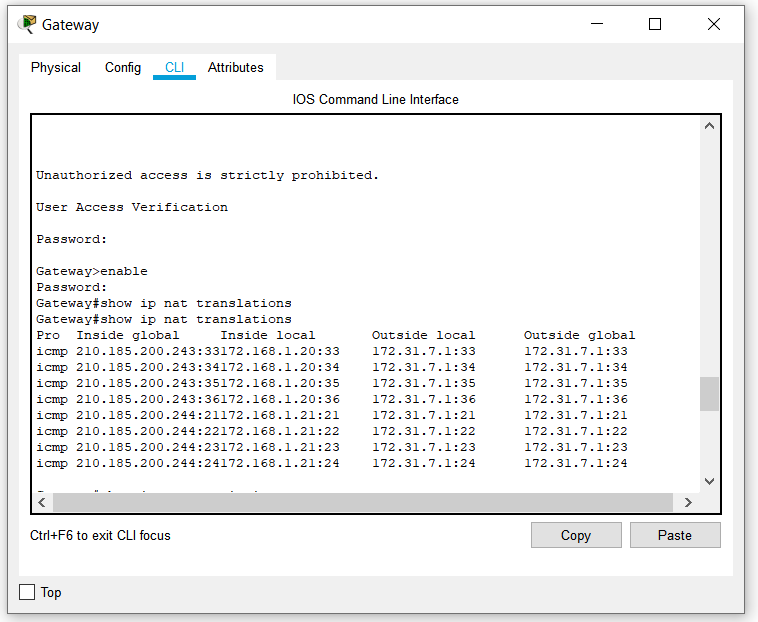 Gateway
Physical Config CLI Attributes
IOS Command Line Interface
Unauthorized access is strictly prohibited.
User Access Verification
Password:
Gateway>enable
Password:
Gateway#show ip nat translations
Gateway#show ip nat translations
Pro  Inside global     Inside local       Outside local      Outside global
icmp 210.185.200.243:33172.168.1.20:33    172.31.7.1:33      172.31.7.1:33
icmp 210.185.200.243:34172.168.1.20:34    172.31.7.1:34      172.31.7.1:34
icmp 210.185.200.243:35172.168.1.20:35    172.31.7.1:35      172.31.7.1:35
icmp 210.185.200.243:36172.168.1.20:36    172.31.7.1:36      172.31.7.1:36
icmp 210.185.200.244:21172.168.1.21:21    172.31.7.1:21      172.31.7.1:21
icmp 210.185.200.244:22172.168.1.21:22    172.31.7.1:22      172.31.7.1:22
icmp 210.185.200.244:23172.168.1.21:23    172.31.7.1:23      172.31.7.1:23
icmp 210.185.200.244:24172.168.1.21:24    172.31.7.1:24      172.31.7.1:24
Ctrl+F6 to exit CLI focus
Copy Paste
Top